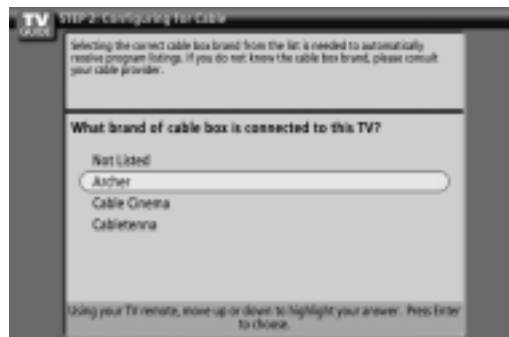 TV
GUIDE
STEP 2: Configuring for Cable
Selecting the correct cable box brand from the list is needed to automatically
receive program listings. If you do not know the cable box brand, please consult
your cable provider.
What brand of cable box is connected to this TV?
Not Listed
Archer
Cable Cinema
Cabletenna
Using your TV remote, move up or down to highlight your answer. Press Enter
to choose.